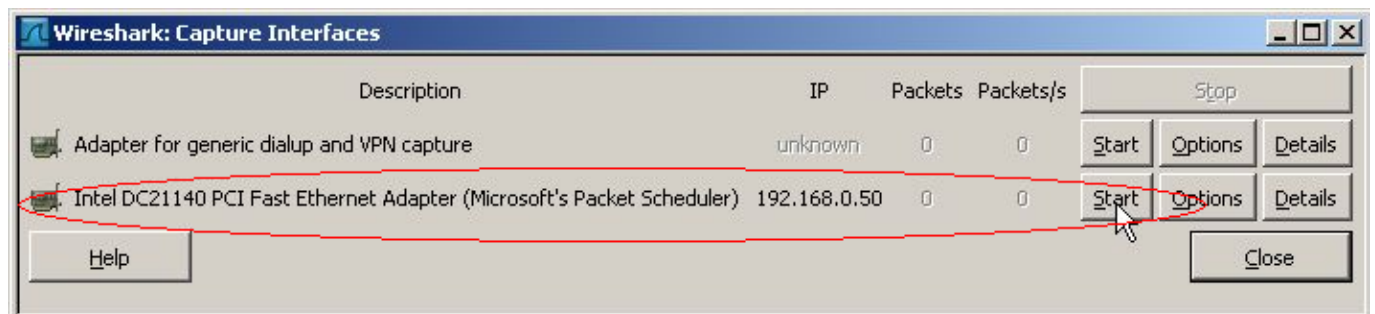 Wireshark: Capture Interfaces
Description IP Packets Packets/s Stop
Adapter for generic dialup and VPN capture unknown 0 0 Start Options Details
Intel DC21140 PCI Fast Ethernet Adapter (Microsoft's Packet Scheduler) 192.168.0.50 0 0 Start Options Details
Help Close